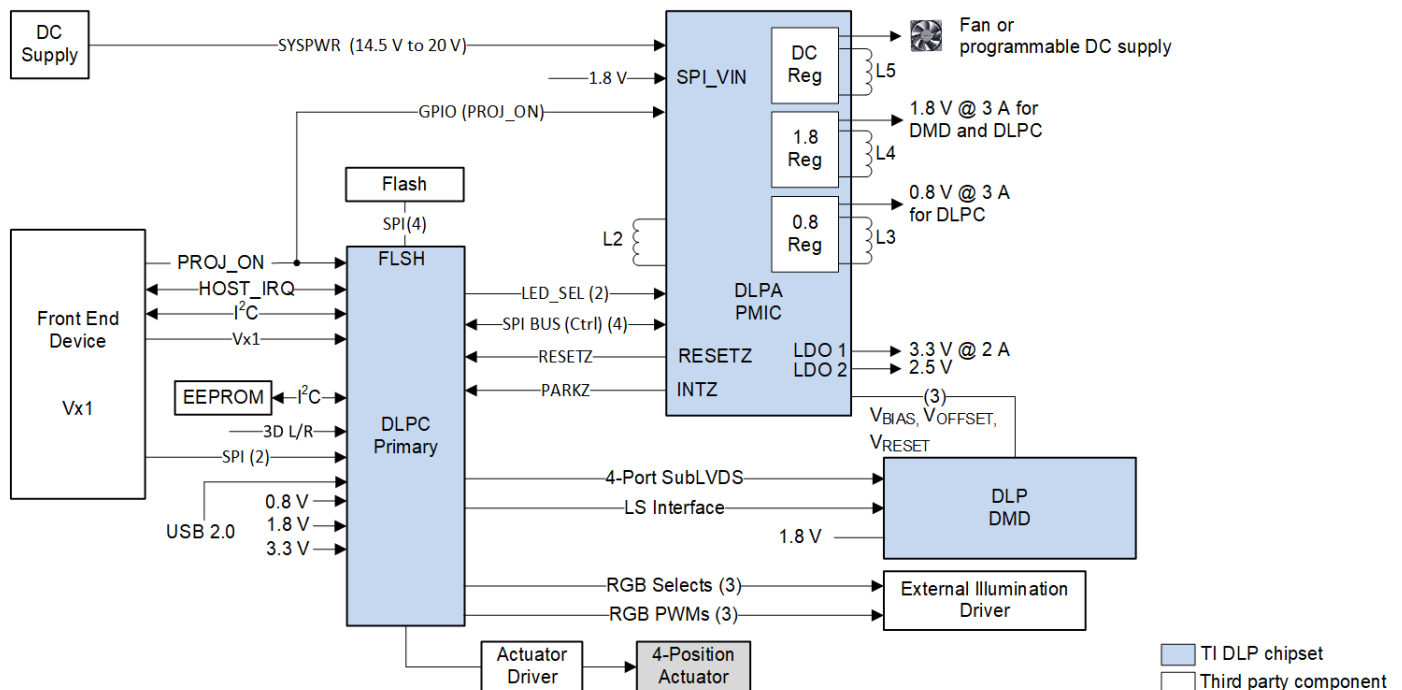 DC
Supply
SYSPWR (14.5 V to 20 V)
1.8 V
SPI_VIN
GPIO (PROJ_ON)
DC
Reg
L5
Fan or
programmable DC supply
1.8
Reg
L4
1.8 V @ 3 A for
DMD and DLPC
0.8
Reg
L3
0.8 V @ 3 A
for DLPC
L2
DLPA
PMIC
Flash
SPI(4)
FLSH
Front End
Device
Vx1
PROJ_ON
HOST_IRQ
I²C
Vx1
EEPROM
I²C
3D L/R
SPI (2)
USB 2.0
0.8 V
1.8 V
3.3 V
DLPC
Primary
LED_SEL (2)
SPI BUS (Ctrl) (4)
RESETZ
RESETZ
PARKZ
INTZ
LDO 1
3.3 V @ 2 A
LDO 2
2.5 V
(3)
VBIAS, VOFFSET,
VRESET
4-Port SubLVDS
LS Interface
1.8 V
DLP
DMD
RGB Selects (3)
RGB PWMs (3)
External Illumination
Driver
Actuator
Driver
4-Position
Actuator
TI DLP chipset
Third party component